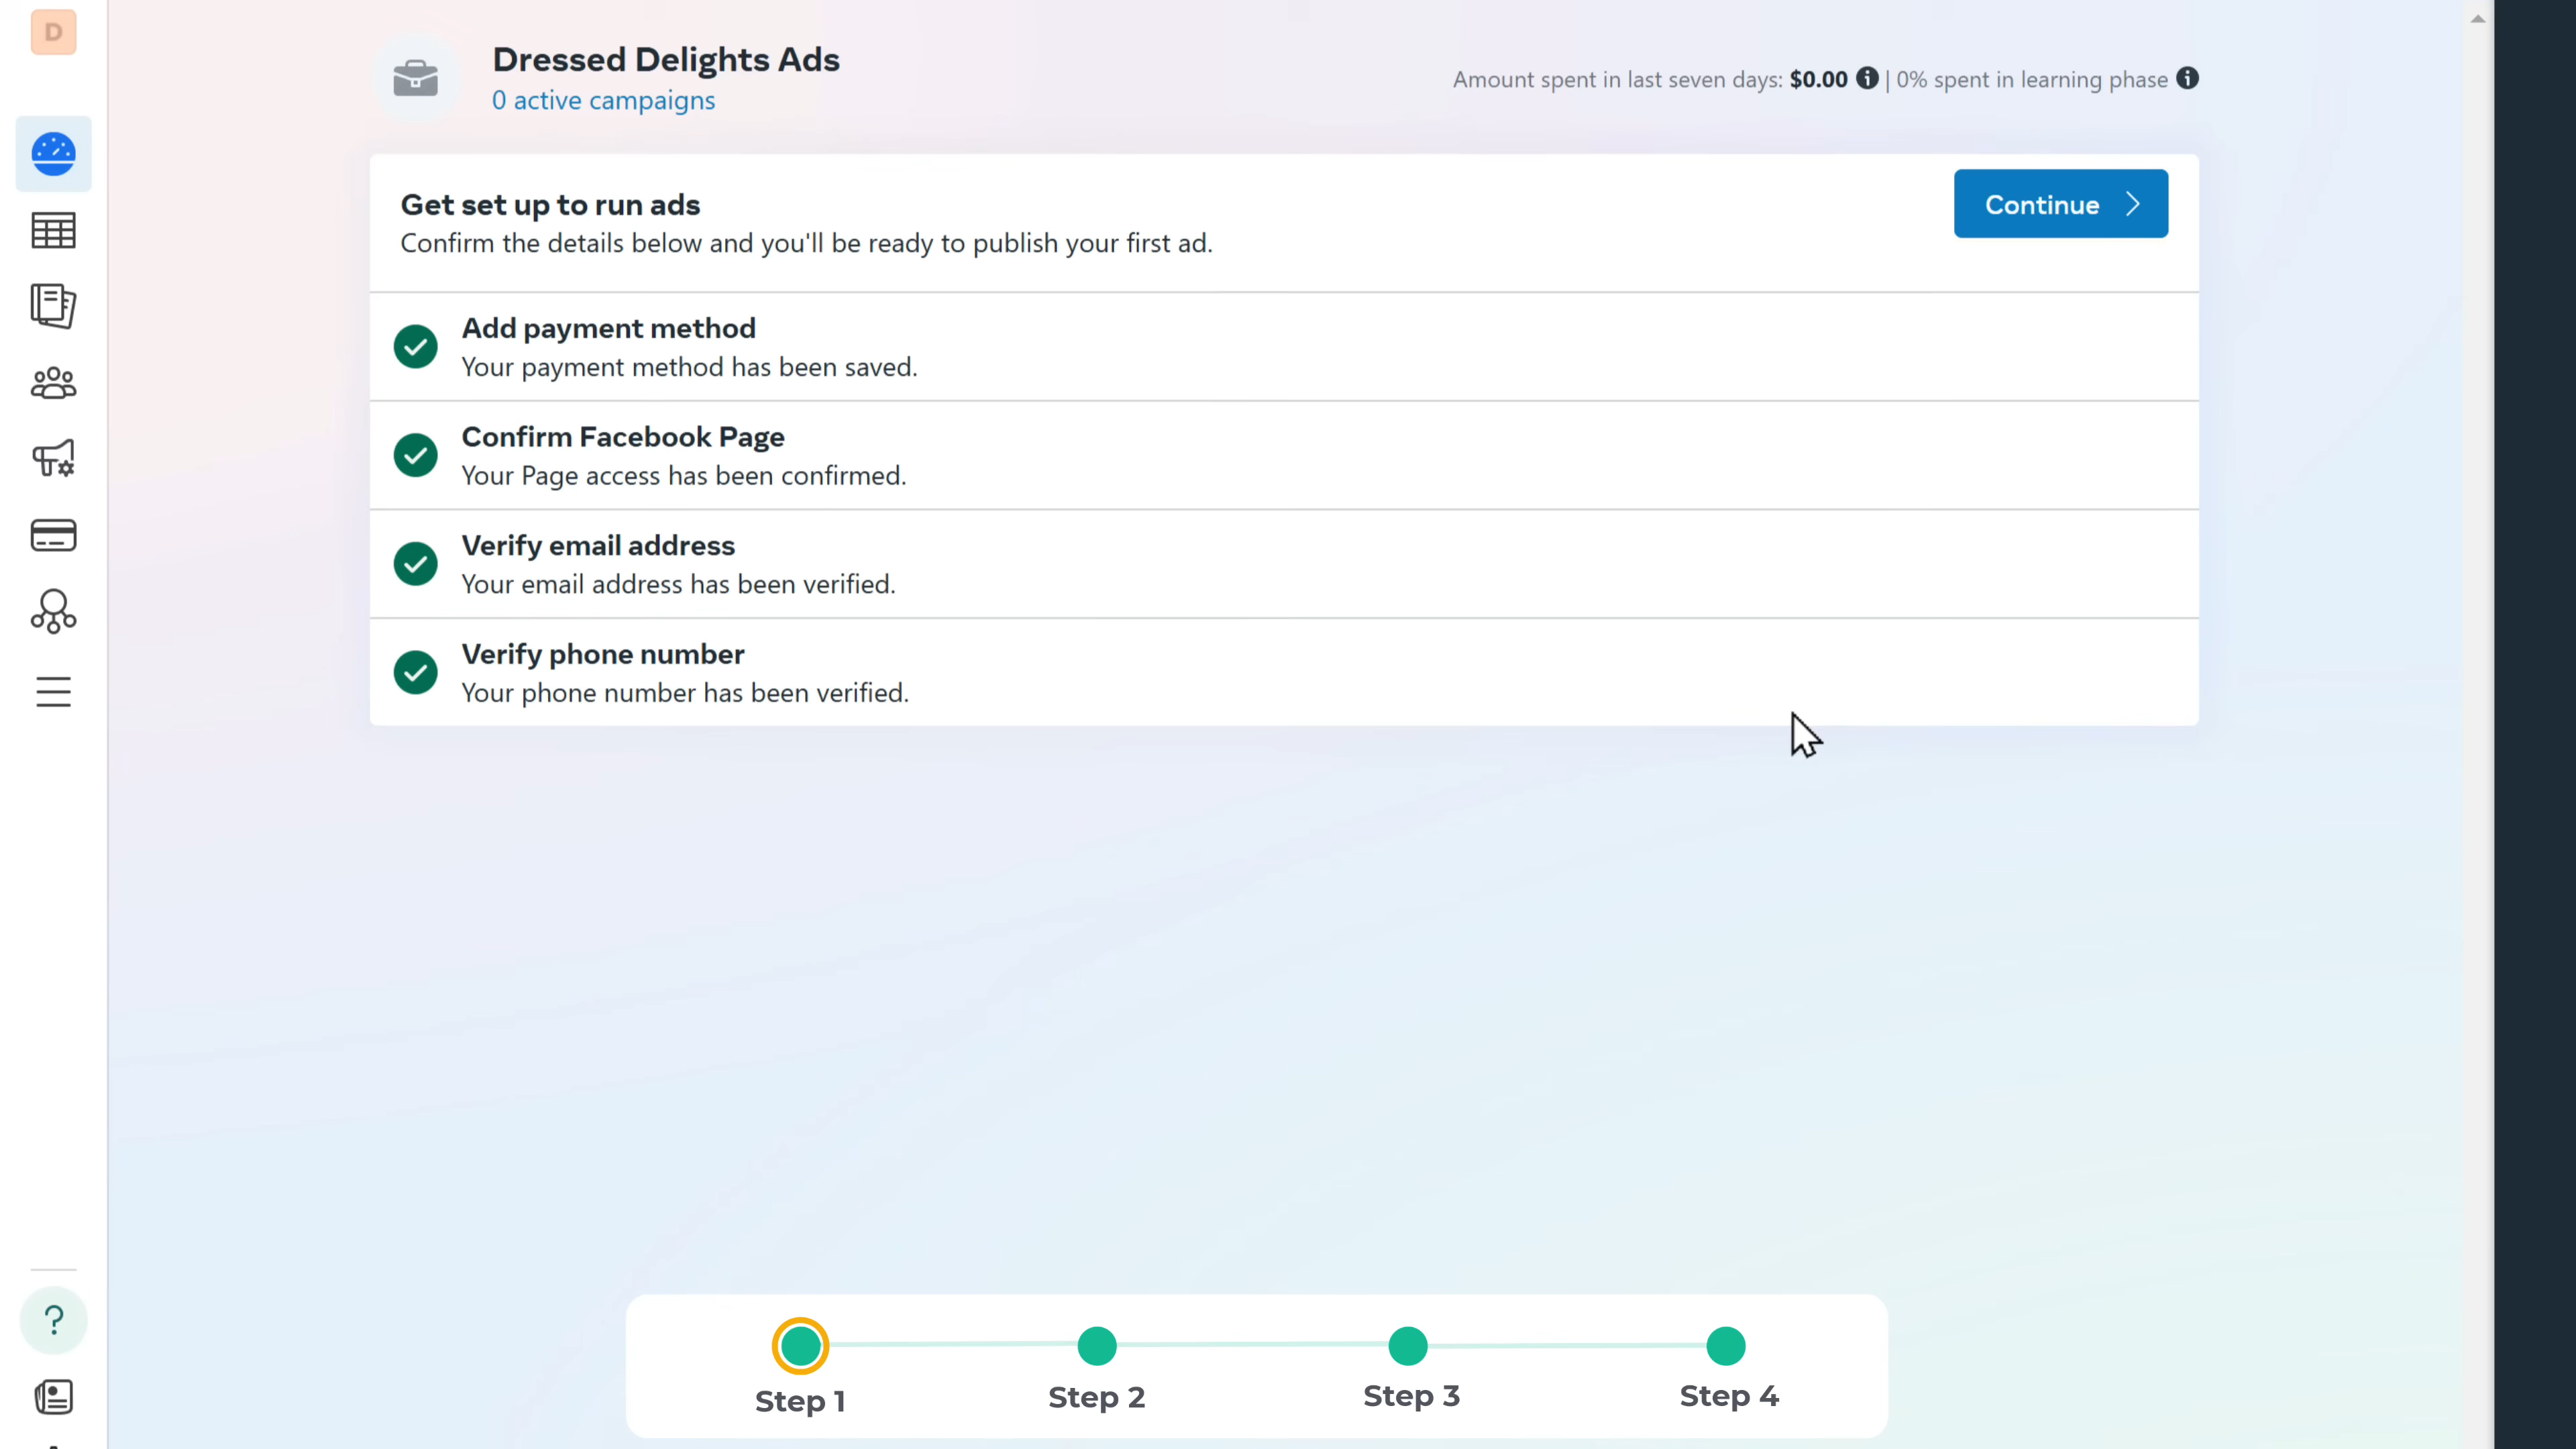 D
Dressed Delights Ads
0 active campaigns
Amount spent in last seven days: $0.00 | 0% spent in learning phase
Get set up to run ads
Confirm the details below and you'll be ready to publish your first ad.
Continue
Add payment method
Your payment method has been saved.
Confirm Facebook Page
Your Page access has been confirmed.
Verify email address
Your email address has been verified.
Verify phone number
Your phone number has been verified.
?
Step 1
Step 2
Step 3
Step 4